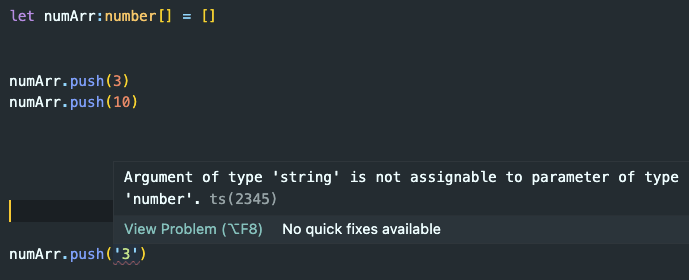 let numArr:number[] = []
numArr.push(3)
numArr.push(10)
Argument of type 'string' is not assignable to parameter of type
'number'. ts(2345)
View Problem (⌥F8) No quick fixes available
numArr.push('3')